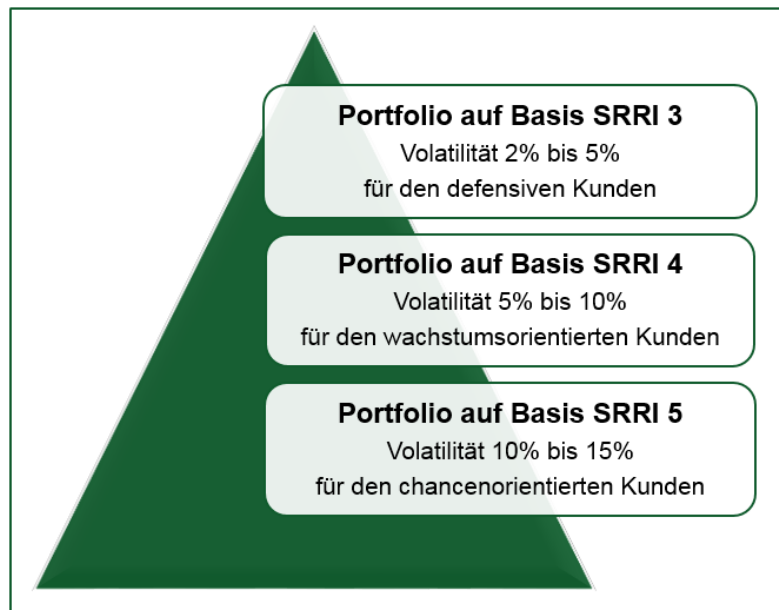 Portfolio auf Basis SRRI 3
Volatilität 2% bis 5%
für den defensiven Kunden
Portfolio auf Basis SRRI 4
Volatilität 5% bis 10%
für den wachstumsorientierten Kunden
Portfolio auf Basis SRRI 5
Volatilität 10% bis 15%
für den chancenorientierten Kunden